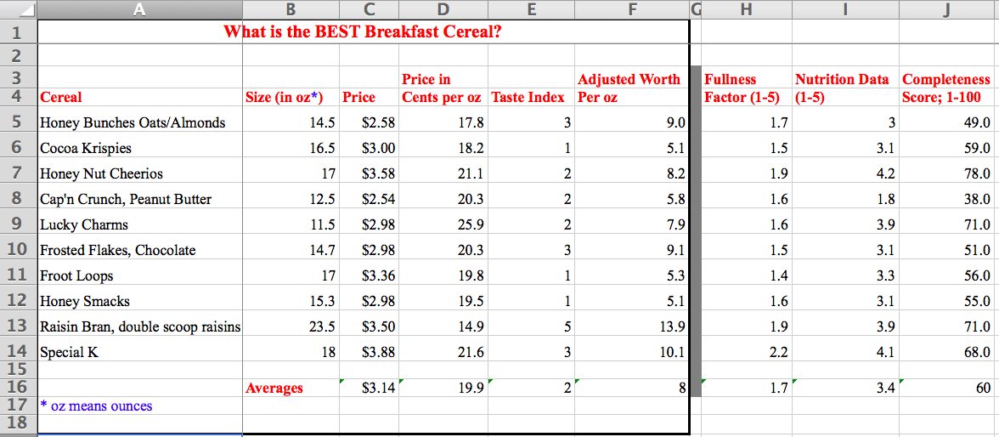 A B C D E F G H I J
1 What is the BEST Breakfast Cereal?
2
3 Price in Adjusted Worth Fullness Nutrition Data Completeness
4 Cereal Size (in oz*) Price Cents per oz Taste Index Per oz Factor (1-5) (1-5) Score; 1-100
5 Honey Bunches Oats/Almonds 14.5 $2.58 17.8 3 9.0 1.7 3 49.0
6 Cocoa Krispies 16.5 $3.00 18.2 1 5.1 1.5 3.1 59.0
7 Honey Nut Cheerios 17 $3.58 21.1 2 8.2 1.9 4.2 78.0
8 Cap'n Crunch, Peanut Butter 12.5 $2.54 20.3 2 5.8 1.6 1.8 38.0
9 Lucky Charms 11.5 $2.98 25.9 2 7.9 1.6 3.9 71.0
10 Frosted Flakes, Chocolate 14.7 $2.98 20.3 3 9.1 1.5 3.1 51.0
11 Froot Loops 17 $3.36 19.8 1 5.3 1.4 3.3 56.0
12 Honey Smacks 15.3 $2.98 19.5 1 5.1 1.6 3.1 55.0
13 Raisin Bran, double scoop raisins 23.5 $3.50 14.9 5 13.9 1.9 3.9 71.0
14 Special K 18 $3.88 21.6 3 10.1 2.2 4.1 68.0
15
16 Averages $3.14 19.9 2 8 1.7 3.4 60
17 * oz means ounces
18